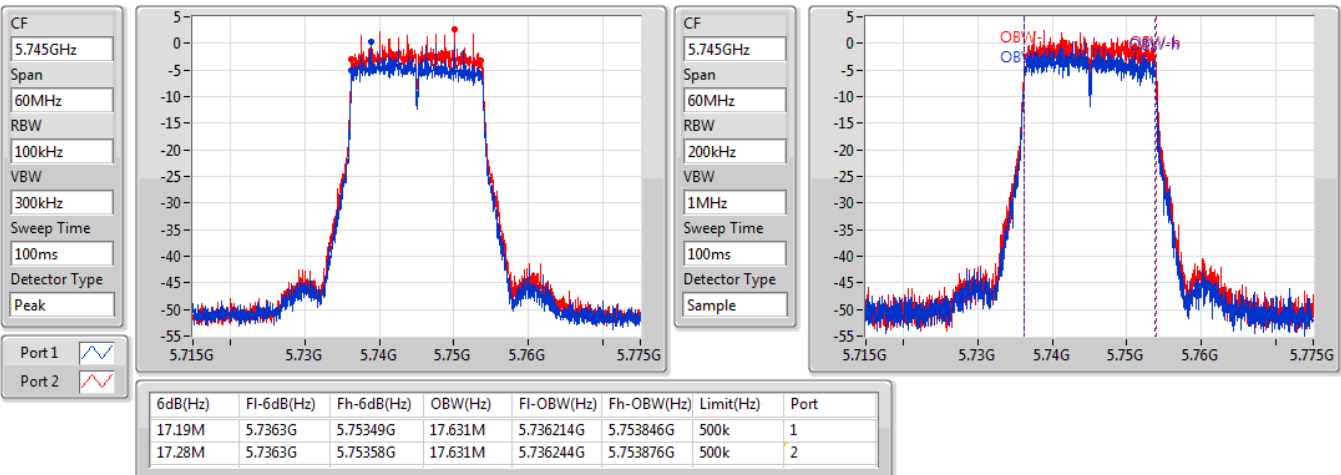 CF
5.745GHz
Span
60MHz
RBW
100kHz
VBW
300kHz
Sweep Time
100ms
Detector Type
Peak
Port 1
Port 2
5
0
-5
-10
-15
-20
-25
-30
-35
-40
-45
-50
-55
5.715G 5.73G 5.74G 5.75G 5.76G 5.775G
CF
5.745GHz
Span
60MHz
RBW
200kHz
VBW
1MHz
Sweep Time
100ms
Detector Type
Sample
5
0
-5
-10
-15
-20
-25
-30
-35
-40
-45
-50
-55
OBW-l
OBW-h
5.715G 5.73G 5.74G 5.75G 5.76G 5.775G
6dB(Hz) Fl-6dB(Hz) Fh-6dB(Hz) OBW(Hz) Fl-OBW(Hz) Fh-OBW(Hz) Limit(Hz) Port
17.19M 5.7363G 5.75349G 17.631M 5.736214G 5.753846G 500k 1
17.28M 5.7363G 5.75358G 17.631M 5.736244G 5.753876G 500k 2